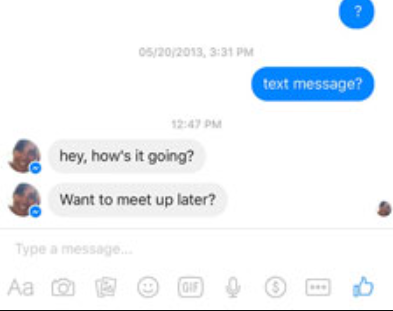 ?
05/20/2013, 3:31 PM
text message?
12:47 PM
hey, how's it going?
Want to meet up later?
Type a message...
Aa
GIF
$